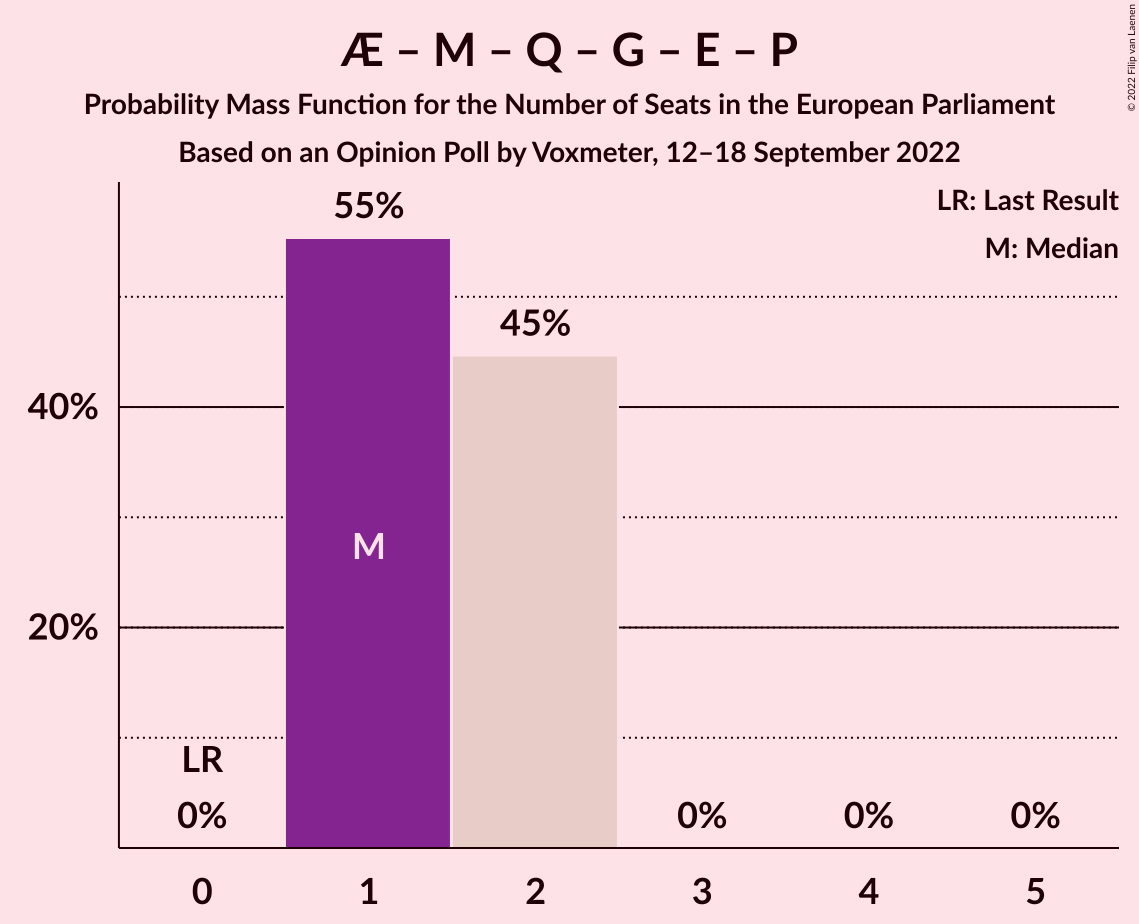 Æ – M – Q – G – E – P
Probability Mass Function for the Number of Seats in the European Parliament
Based on an Opinion Poll by Voxmeter, 12–18 September 2022
© 2022 Filip van Laenen
LR: Last Result
M: Median
55%
45%
40%
M
20%
LR
0%
0%
0%
0%
0
1
2
3
4
5